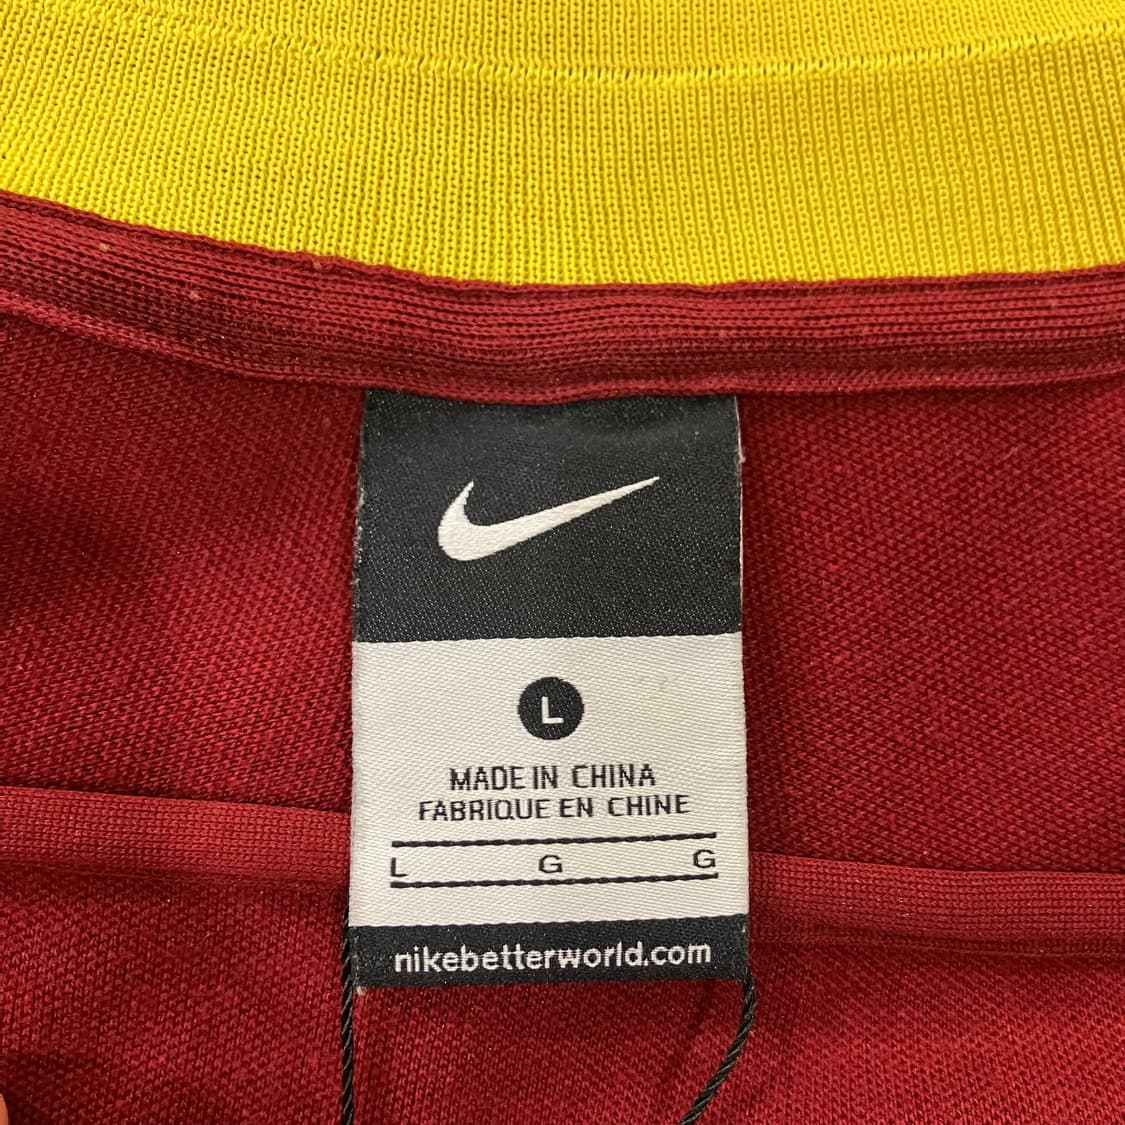 L
MADE IN CHINA
FABRIQUE EN CHINE
L G G
nikebetterworld.com